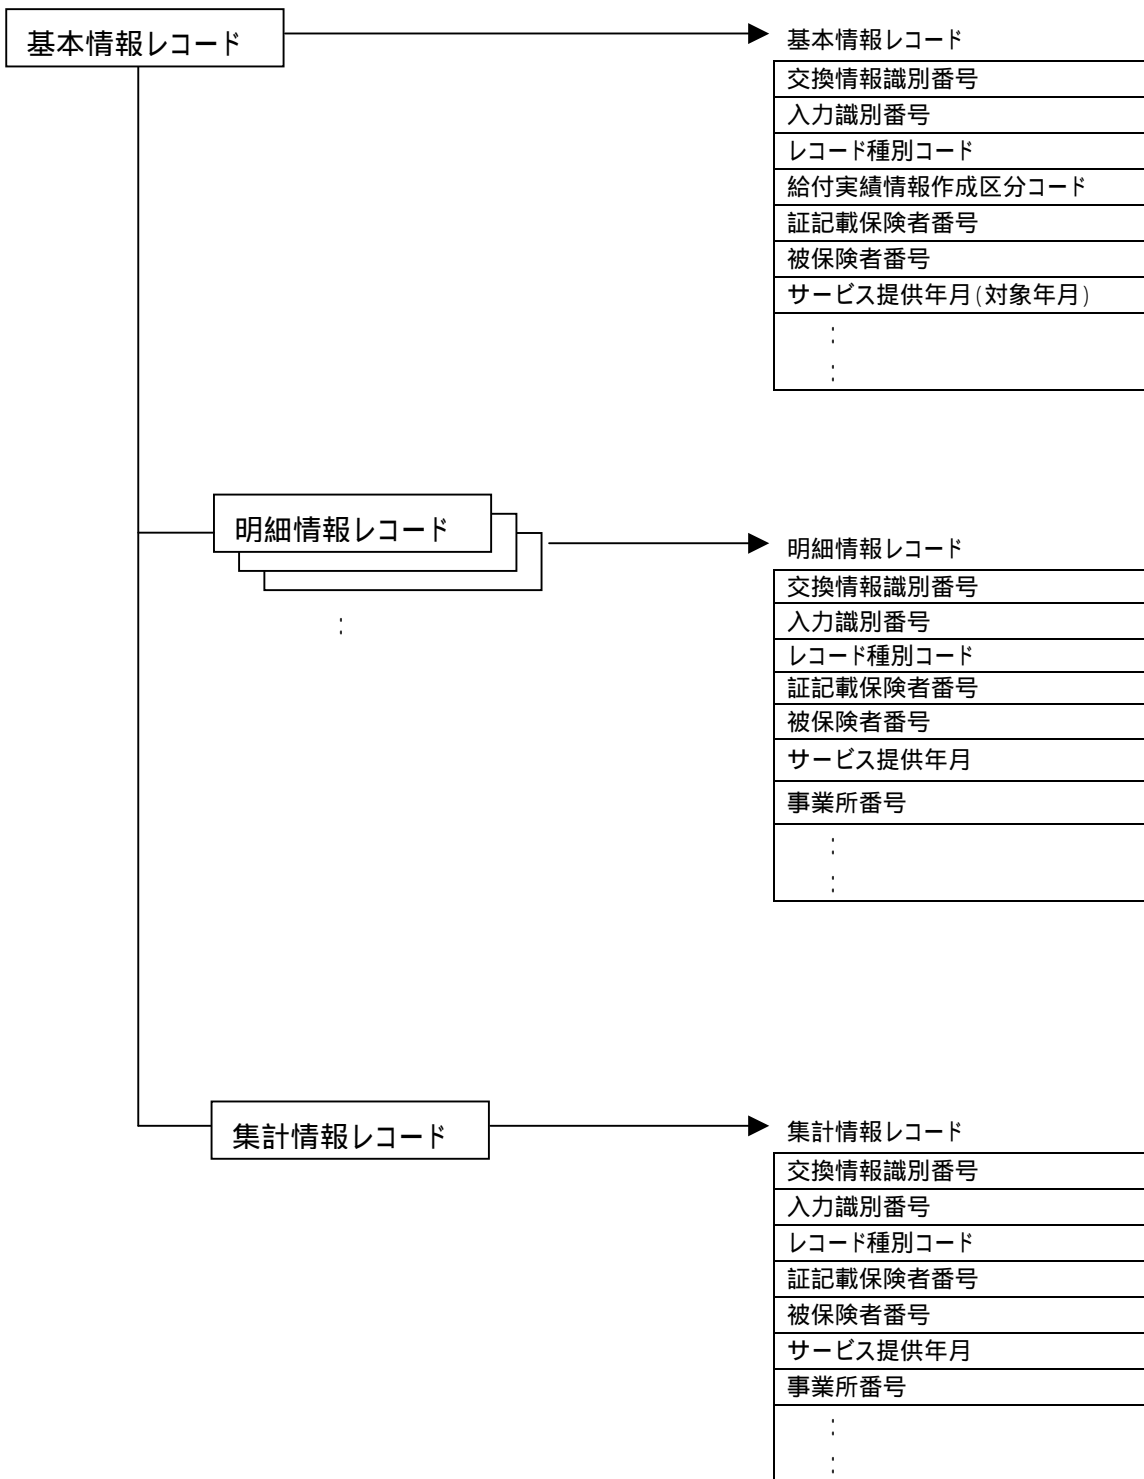 基本情報レコード
基本情報レコード
交換情報識別番号
入力識別番号
レコード種別コード
給付実績情報作成区分コード
証記載保険者番号
被保険者番号
サービス提供年月(対象年月)
:
:
明細情報レコード
:
明細情報レコード
交換情報識別番号
入力識別番号
レコード種別コード
証記載保険者番号
被保険者番号
サービス提供年月
事業所番号
:
:
集計情報レコード
集計情報レコード
交換情報識別番号
入力識別番号
レコード種別コード
証記載保険者番号
被保険者番号
サービス提供年月
事業所番号
:
: